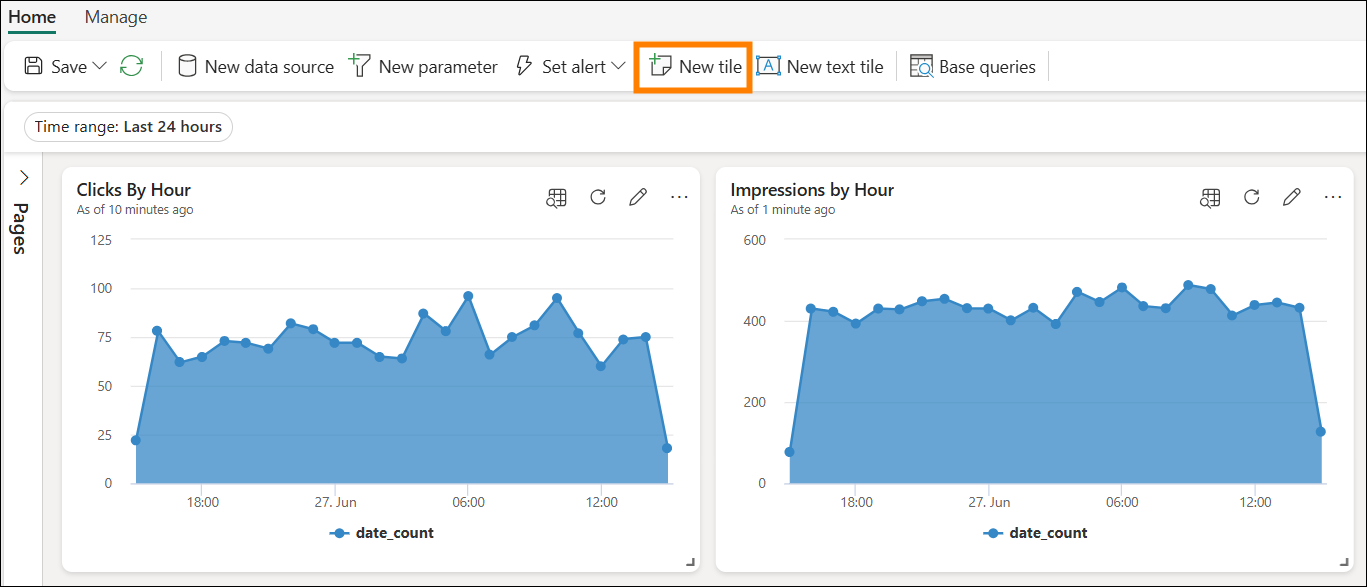 Home Manage
Save New data source New parameter Set alert New tile A New text tile Base queries
Time range: Last 24 hours
Pages
Clicks By Hour
As of 10 minutes ago
125
100
75
50
25
0
18:00 27. Jun 06:00 12:00
date_count
Impressions by Hour
As of 1 minute ago
600
400
200
0
18:00 27. Jun 06:00 12:00
date_count